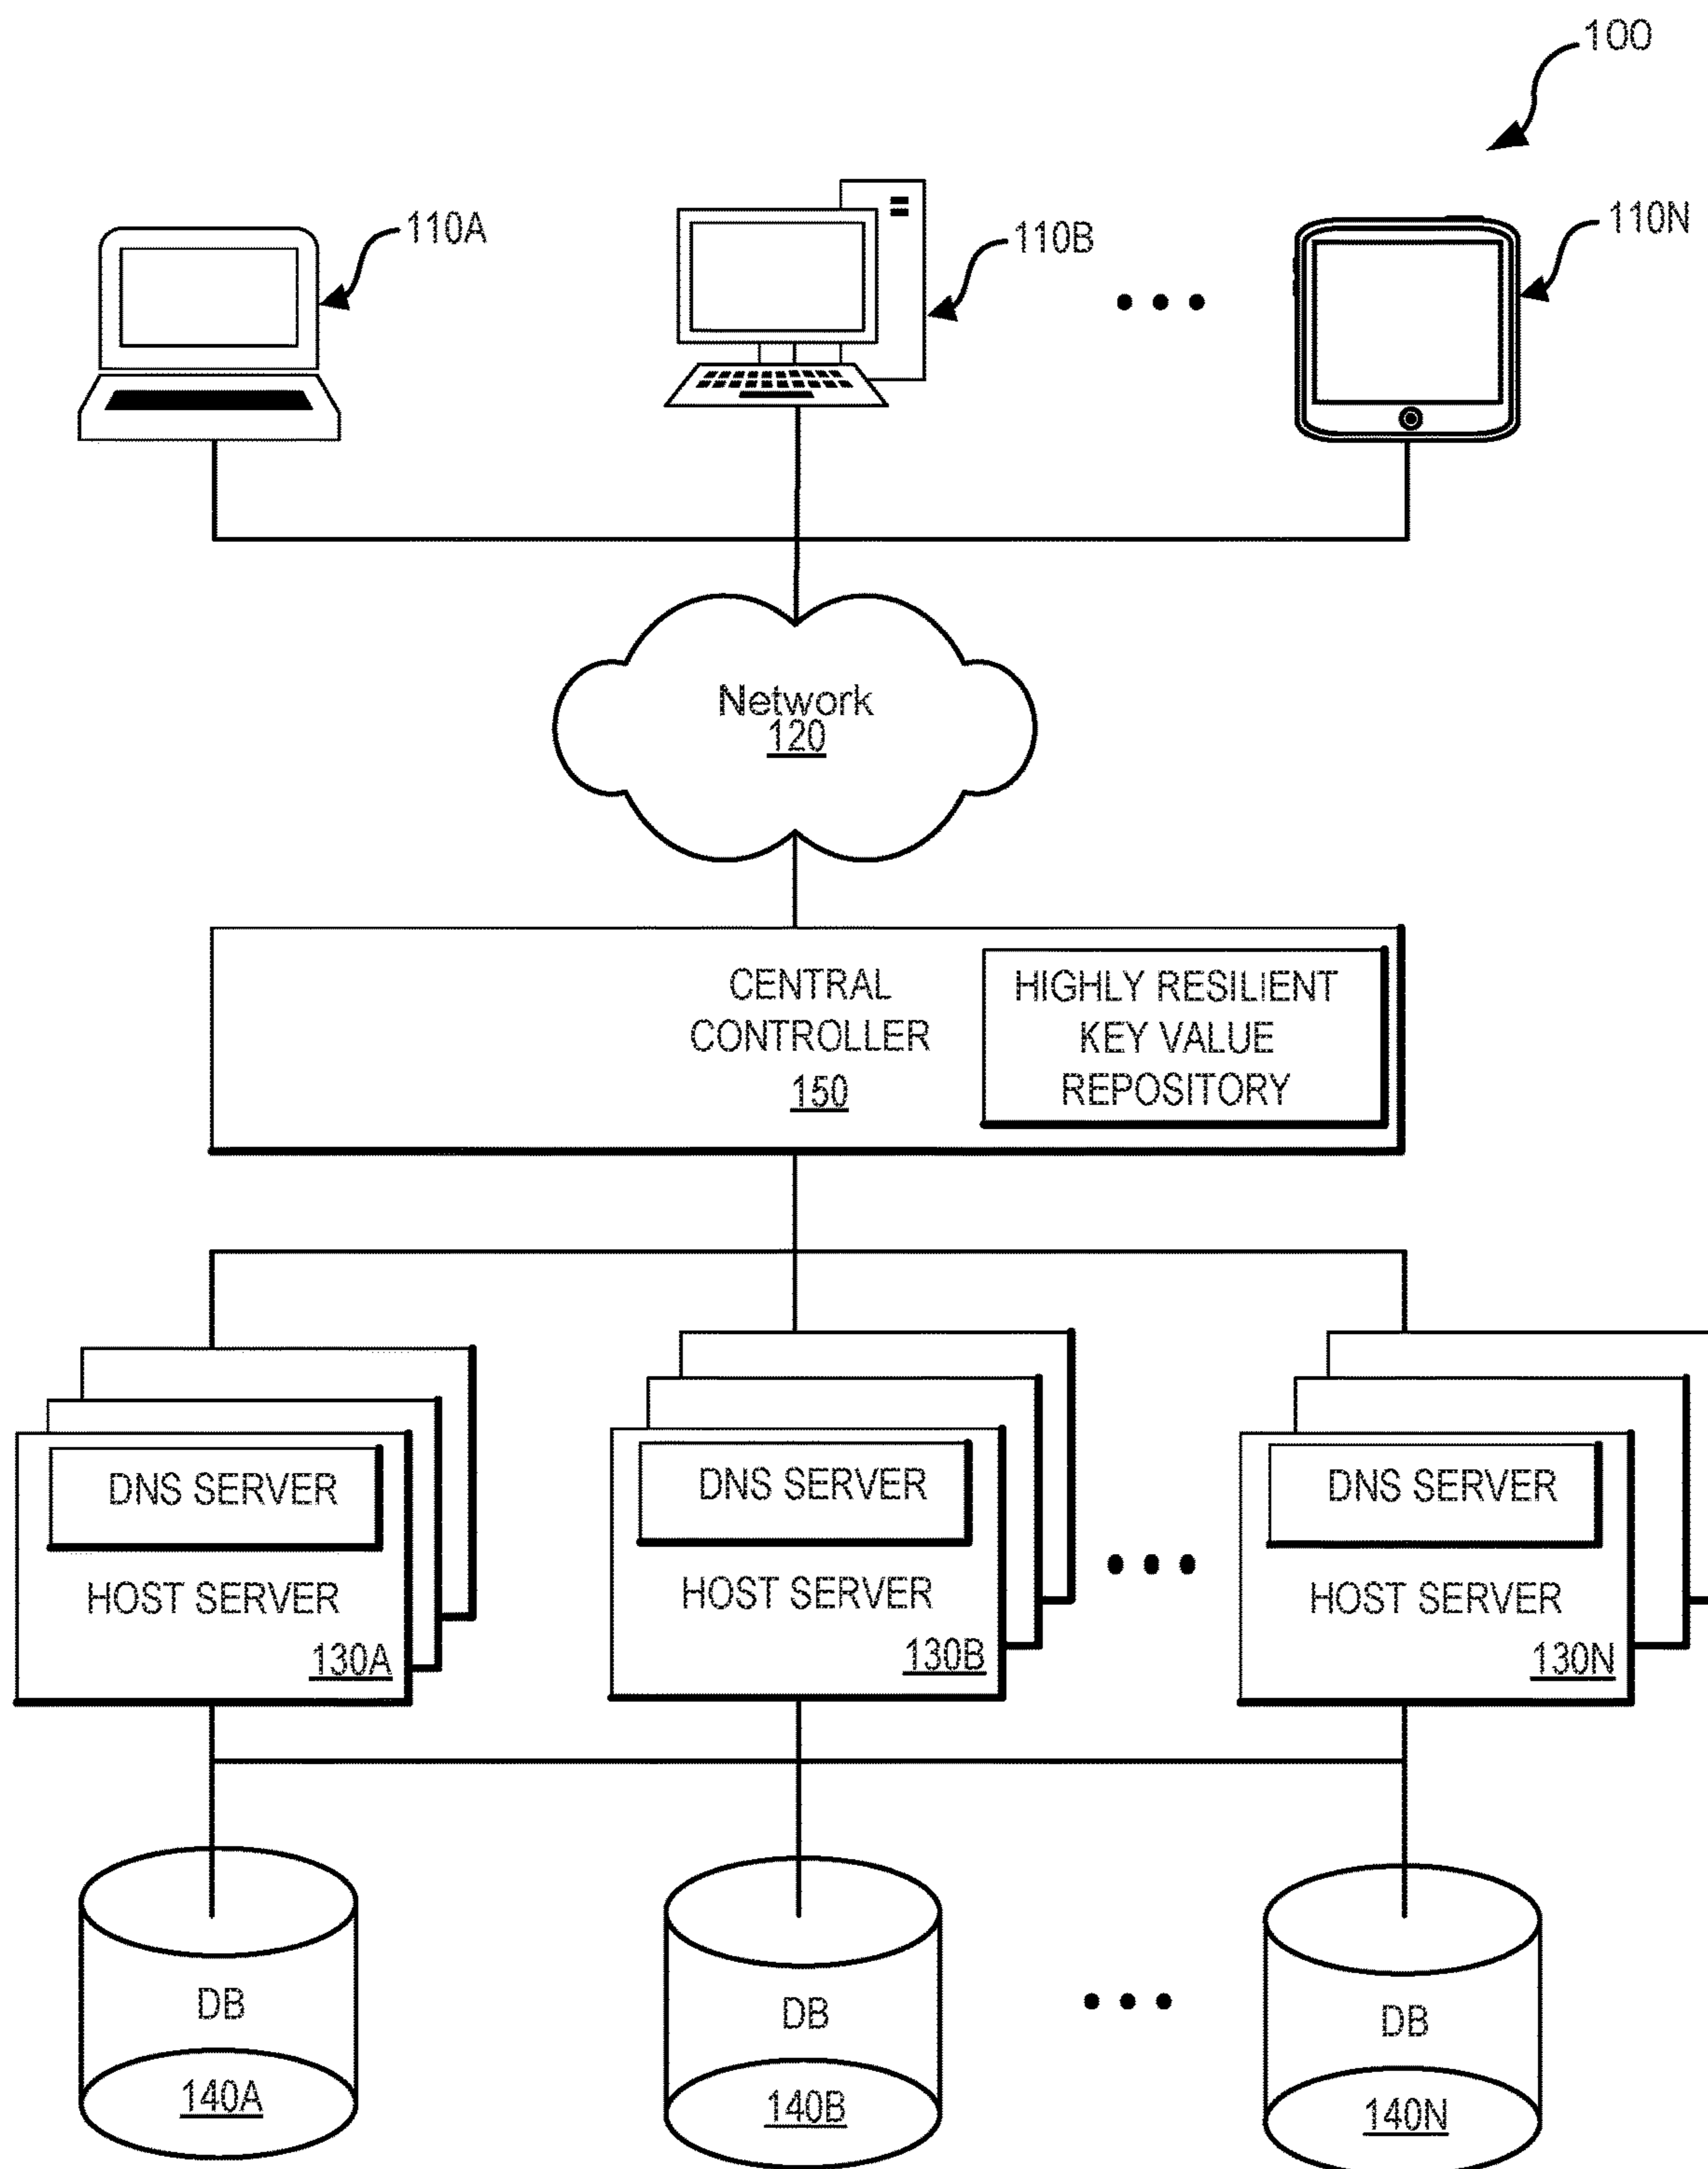 100
110A
110B
110N
Network
120
CENTRAL
CONTROLLER
150
HIGHLY RESILIENT
KEY VALUE
REPOSITORY
DNS SERVER
HOST SERVER
130A
DNS SERVER
HOST SERVER
130B
DNS SERVER
HOST SERVER
130N
DB
140A
DB
140B
DB
140N